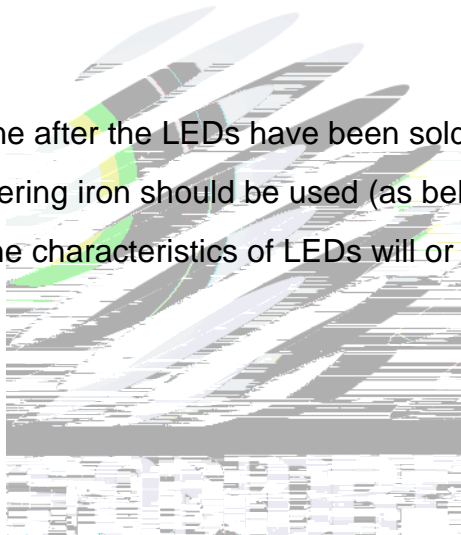 ne after the LEDs have been sold
ering iron should be used (as bel
ne characteristics of LEDs will or